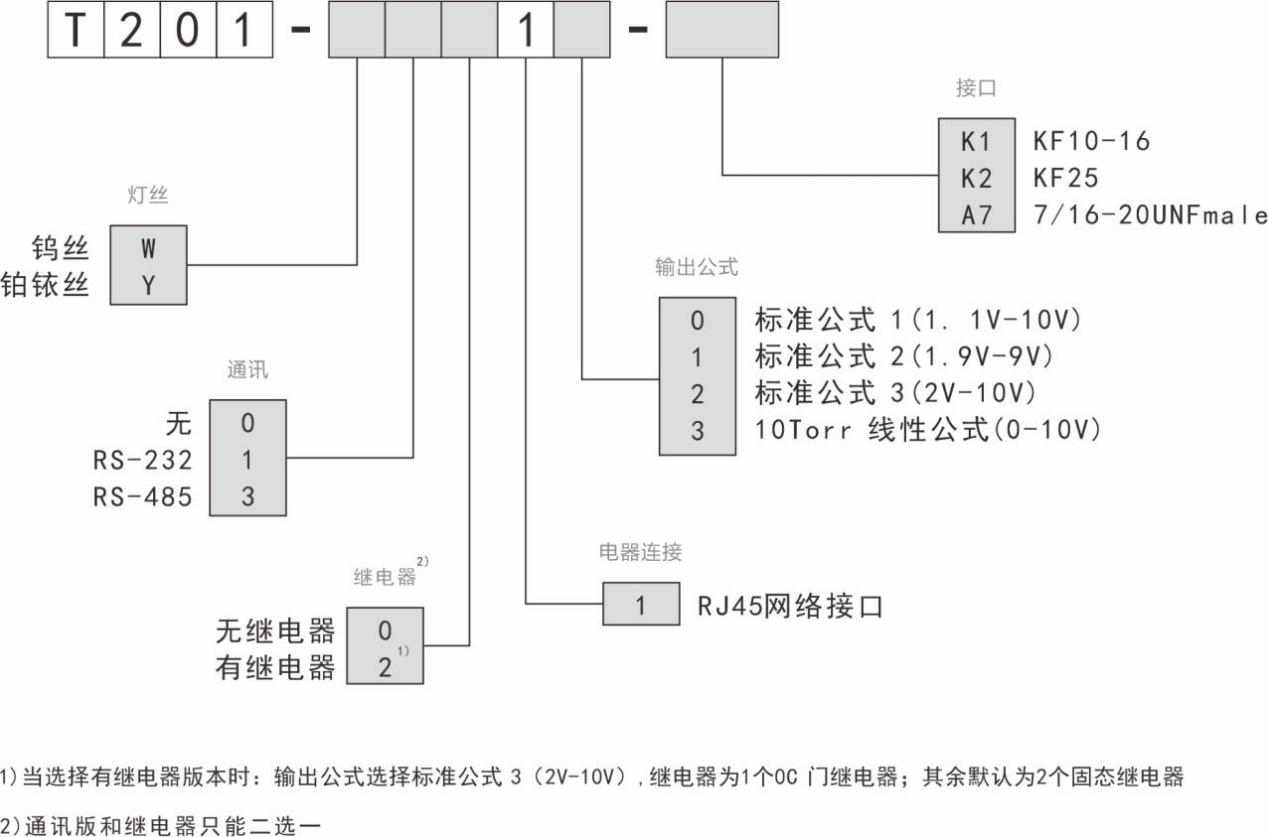 T201-1-
接口
K1 KF10-16
K2 KF25
A7 7/16-20UNFmale
灯丝
钨丝 W
铂铱丝 Y
输出公式
0 标准公式 1(1. 1V-10V)
1 标准公式 2(1.9V-9V)
2 标准公式 3(2V-10V)
3 10Torr 线性公式(0-10V)
通讯
无 0
RS-232 1
RS-485 3
电器连接
1 RJ45网络接口
继电器2)
无继电器 0
有继电器 2 1)
1)当选择有继电器版本时：输出公式选择标准公式 3（2V-10V）,继电器为1个OC 门继电器；其余默认为2个固态继电器
2)通讯版和继电器只能二选一